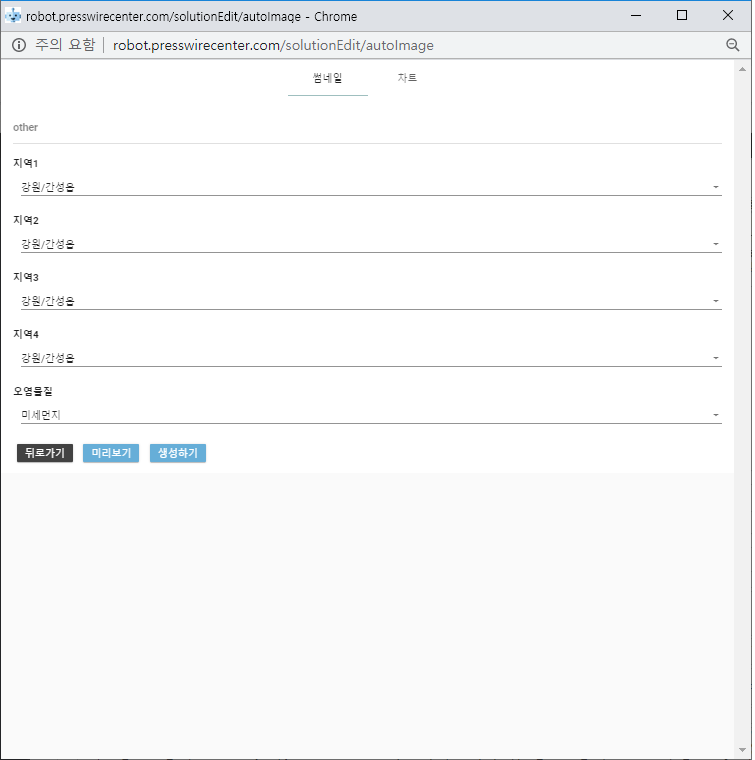 robot.presswirecenter.com/solutionEdit/autoImage - Chrome
주의 요함 | robot.presswirecenter.com/solutionEdit/autoImage
썸네일 차트
other
지역1
강원/간성읍
지역2
강원/간성읍
지역3
강원/간성읍
지역4
강원/간성읍
오염물질
미세먼지
뒤로가기 미리보기 생성하기